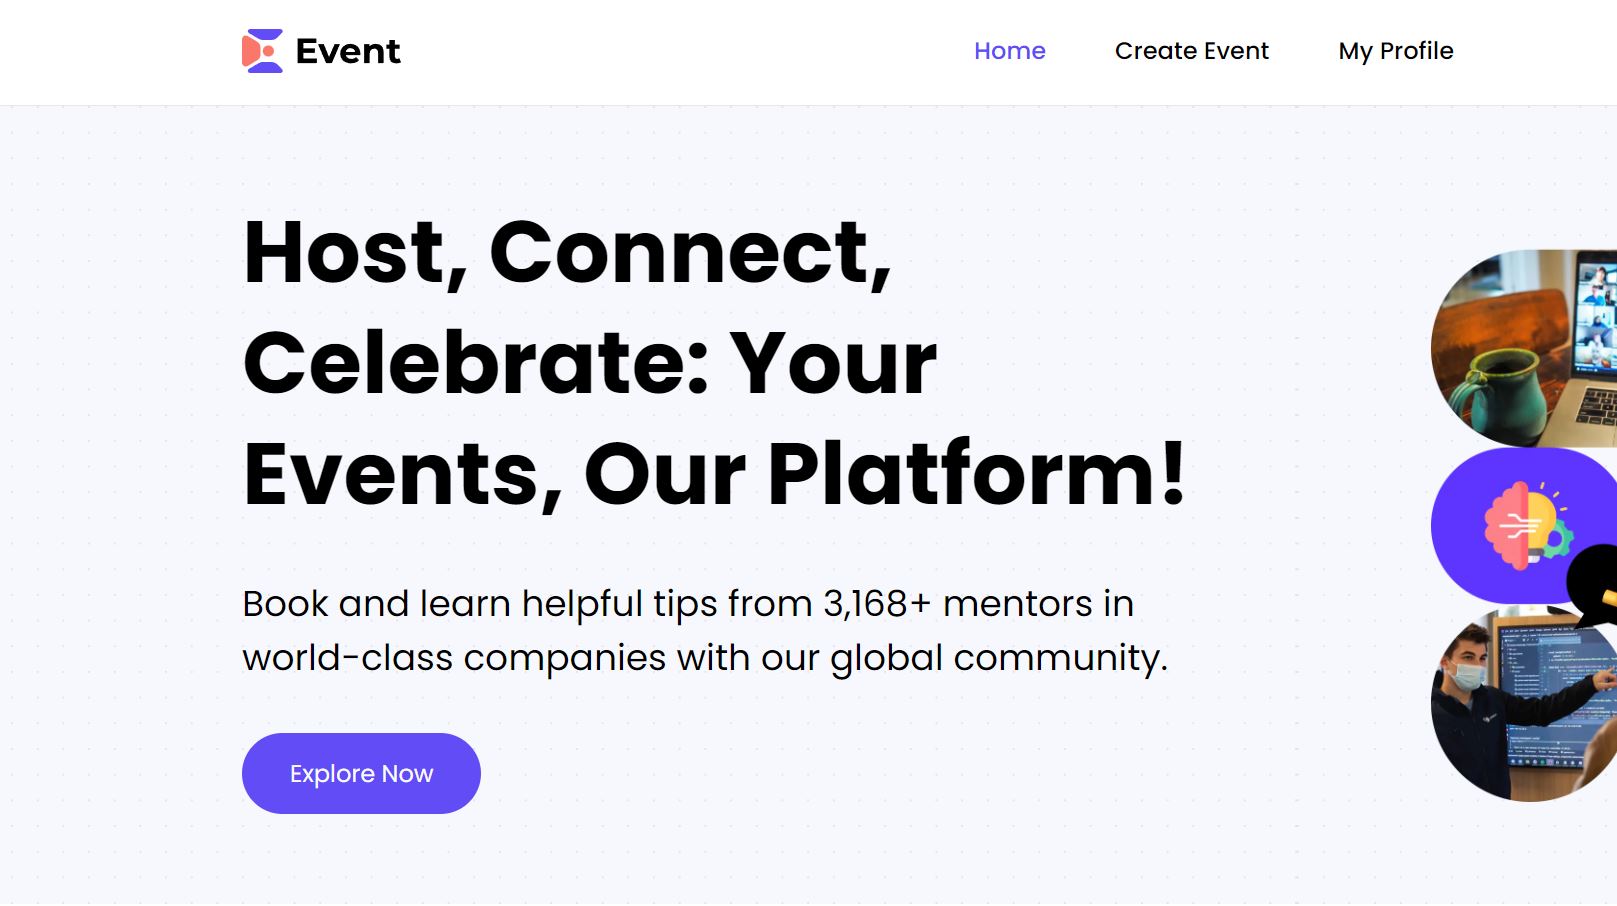 Event
Home
Create Event
My Profile
Host, Connect,
Celebrate: Your
Events, Our Platform!
Book and learn helpful tips from 3,168+ mentors in
world-class companies with our global community.
Explore Now